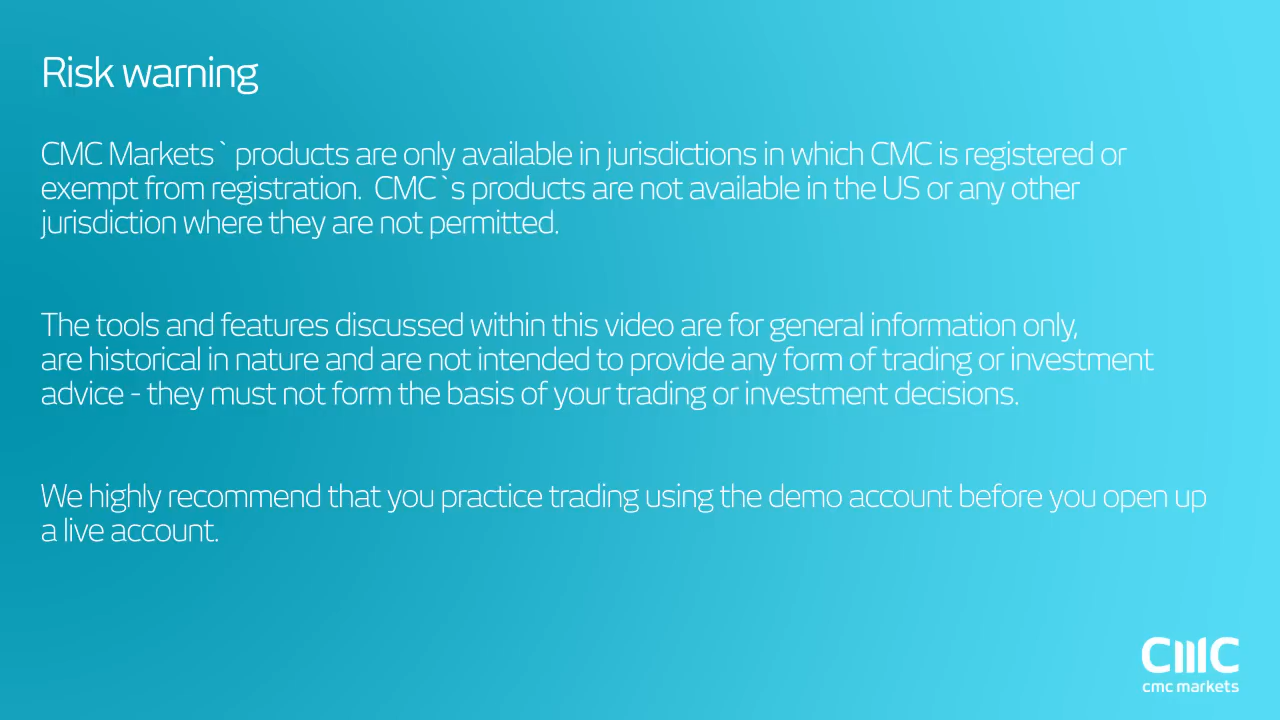 Risk warning
CMC Markets` products are only available in jurisdictions in which CMC is registered or
exempt from registration.  CMC`s products are not available in the US or any other
jurisdiction where they are not permitted.
The tools and features discussed within this video are for general information only,
are historical in nature and are not intended to provide any form of trading or investment
advice - they must not form the basis of your trading or investment decisions.
We highly recommend that you practice trading using the demo account before you open up
a live account.
CMC
cmc markets